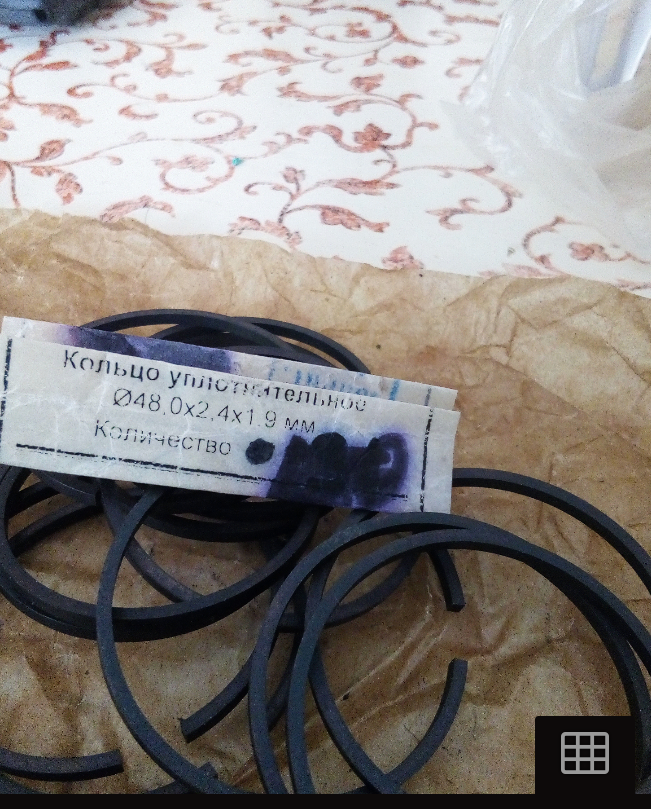 Кольцо уплотнительное
Ø48,0x2,4x1,9 мм
Количество